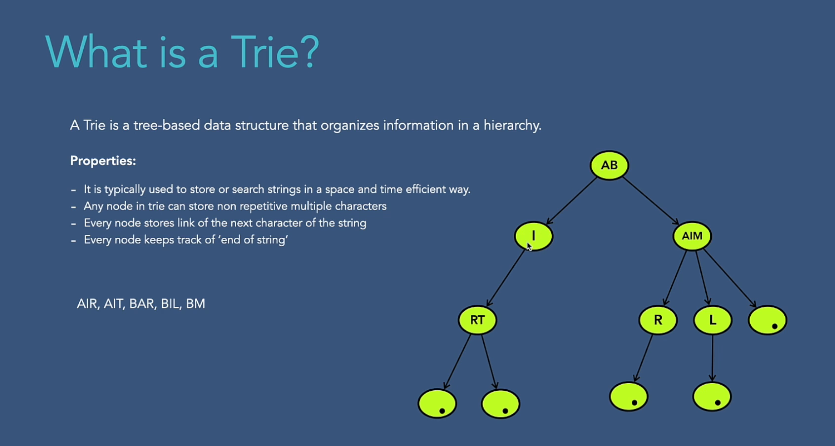 What is a Trie?
A Trie is a tree-based data structure that organizes information in a hierarchy.
Properties:
- It is typically used to store or search strings in a space and time efficient way.
- Any node in trie can store non repetitive multiple characters
- Every node stores link of the next character of the string
- Every node keeps track of 'end of string'
AIR, AIT, BAR, BIL, BM
AB
I
AIM
RT
R
L